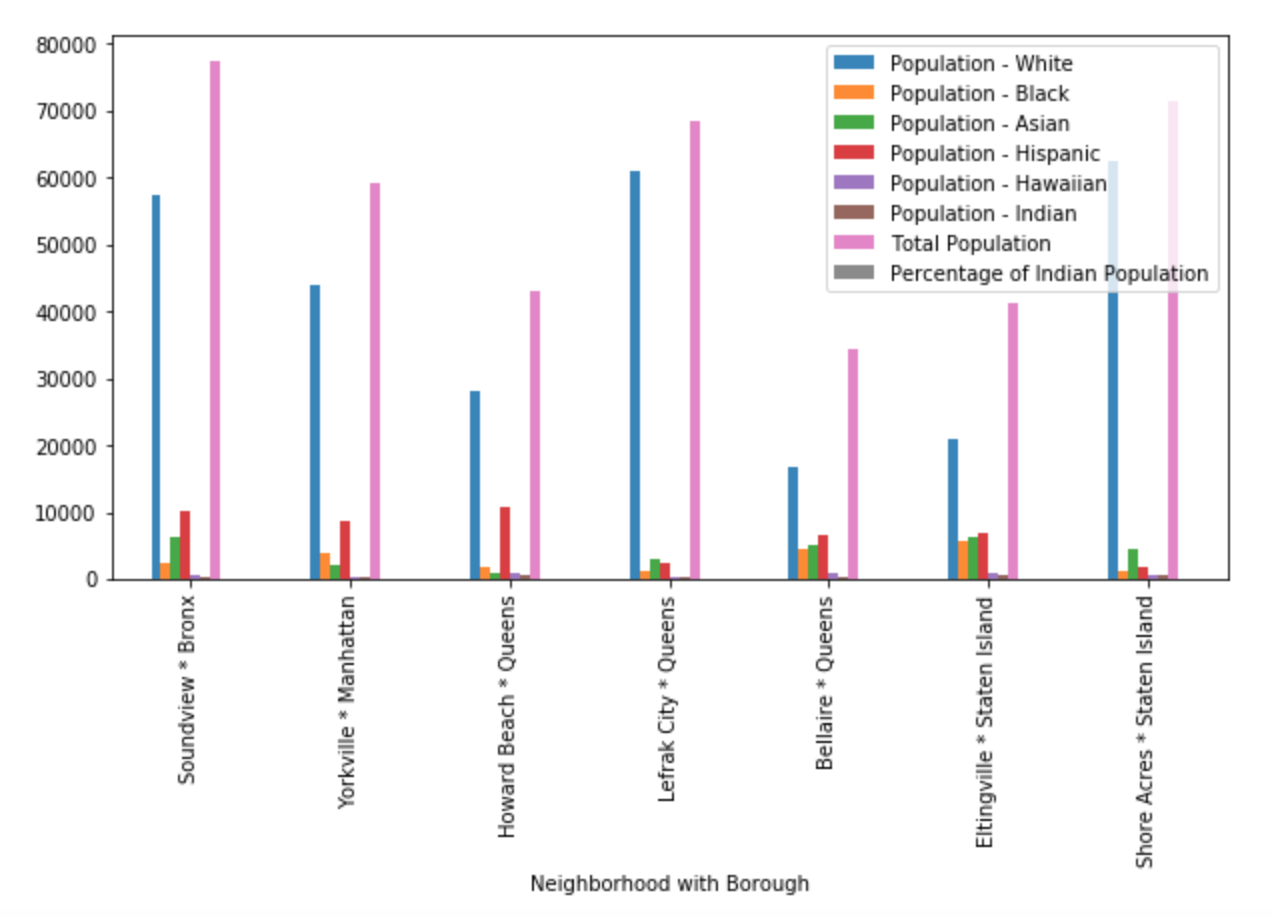 80000
70000
60000
50000
40000
30000
20000
10000
0
Population - White
Population - Black
Population - Asian
Population - Hispanic
Population - Hawaiian
Population - Indian
Total Population
Percentage of Indian Population
Soundview * Bronx
Yorkville * Manhattan
Howard Beach * Queens
Lefrak City * Queens
Bellaire * Queens
Eltingville * Staten Island
Shore Acres * Staten Island
Neighborhood with Borough